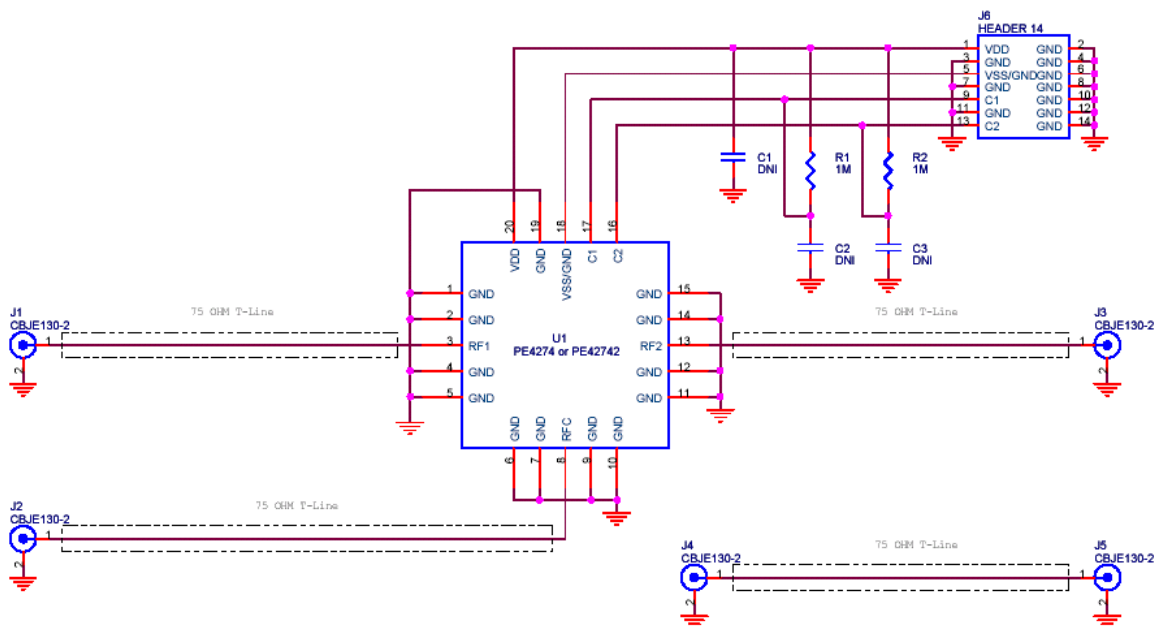 J6
HEADER 14
1 VDD GND 2
3 GND GND 4
5 VSS/GND GND 6
7 GND GND 8
9 C1 GND 10
11 GND GND 12
13 C2 GND 14
C1
DNI
R1
1M
R2
1M
C2
DNI
C3
DNI
20 19 18 17 16
VDD GND VSS/GND C1 C2
1 GND GND 15
2 GND GND 14
J1
CBJE130-2
75 OHM T-Line
75 OHM T-Line
J3
CBJE130-2
1
2
3 RF1 RF2 13
1
2
U1
PE4274 or PE42742
4 GND GND 12
5 GND GND 11
GND GND RFC GND GND
6 7 8 9 10
J2
CBJE130-2
75 OHM T-Line
1
2
J4
CBJE130-2
75 OHM T-Line
J5
CBJE130-2
1
2
1
2